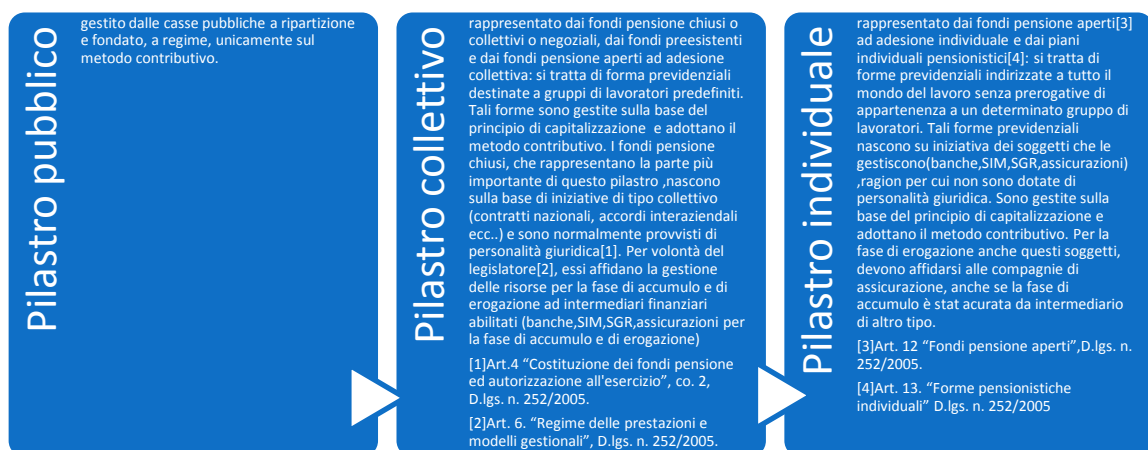 Pilastro pubblico
gestito dalle casse pubbliche a ripartizione
e fondato, a regime, unicamente sul
metodo contributivo.
Pilastro collettivo
rappresentato dai fondi pensione chiusi o
collettivi o negoziali, dai fondi preesistenti
e dai fondi pensione aperti ad adesione
collettiva: si tratta di forma previdenziali
destinate a gruppi di lavoratori predefiniti.
Tali forme sono gestite sulla base del
principio di capitalizzazione e adottano il
metodo contributivo. I fondi pensione
chiusi, che rappresentano la parte più
importante di questo pilastro ,nascono
sulla base di iniziative di tipo collettivo
(contratti nazionali, accordi interaziendali
ecc..) e sono normalmente provvisti di
personalità giuridica[1]. Per volontà del
legislatore[2], essi affidano la gestione
delle risorse per la fase di accumulo e di
erogazione ad intermediari finanziari
abilitati (banche,SIM,SGR,assicurazioni per
la fase di accumulo e di erogazione)
[1]Art.4 “Costituzione dei fondi pensione
ed autorizzazione all'esercizio”, co. 2,
D.lgs. n. 252/2005.
[2]Art. 6. “Regime delle prestazioni e
modelli gestionali”, D.lgs. n. 252/2005.
Pilastro individuale
rappresentato dai fondi pensione aperti[3]
ad adesione individuale e dai piani
individuali pensionistici[4]: si tratta di
forme previdenziali indirizzate a tutto il
mondo del lavoro senza prerogative di
appartenenza a un determinato gruppo di
lavoratori. Tali forme previdenziali
nascono su iniziativa dei soggetti che le
gestiscono(banche,SIM,SGR,assicurazioni)
,ragion per cui non sono dotate di
personalità giuridica. Sono gestite sulla
base del principio di capitalizzazione e
adottano il metodo contributivo. Per la
fase di erogazione anche questi soggetti,
devono affidarsi alle compagnie di
assicurazione, anche se la fase di
accumulo è stat acurata da intermediario
di altro tipo.
[3]Art. 12 “Fondi pensione aperti”,D.lgs. n.
252/2005.
[4]Art. 13. “Forme pensionistiche
individuali” D.lgs. n. 252/2005